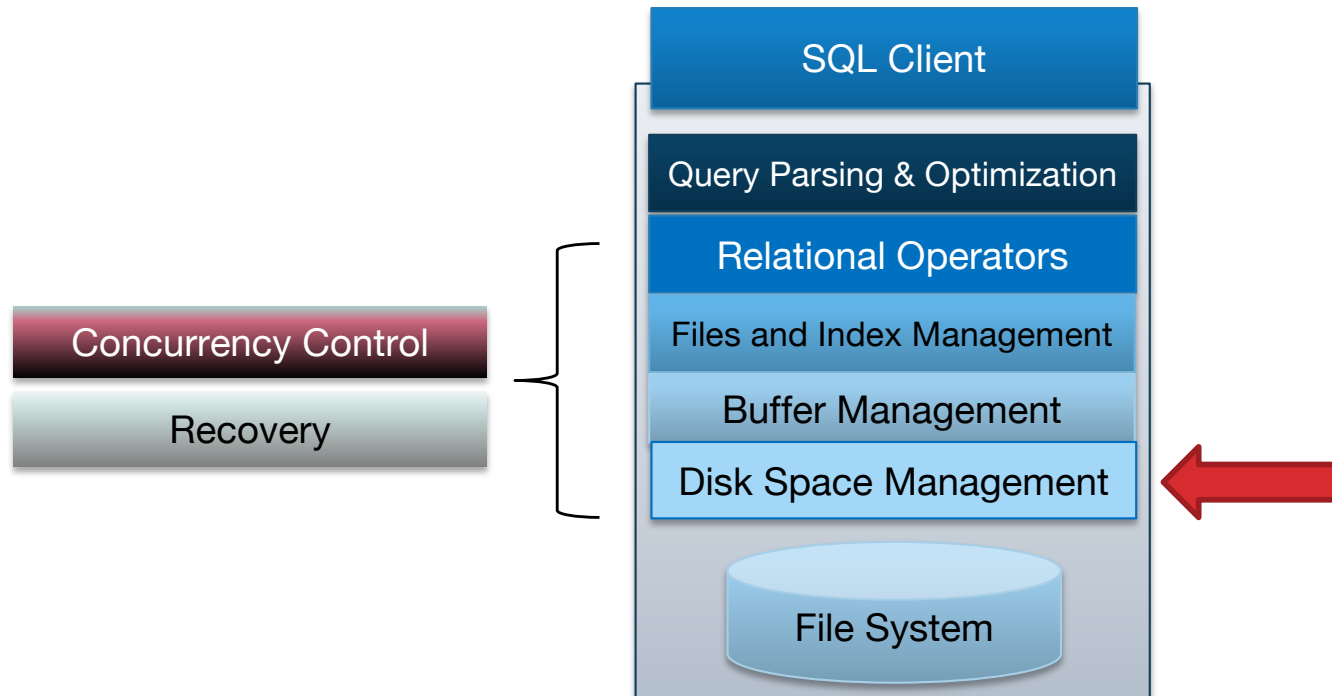 SQL Client
Query Parsing & Optimization
Relational Operators
Files and Index Management
Buffer Management
Disk Space Management
File System
Concurrency Control
Recovery